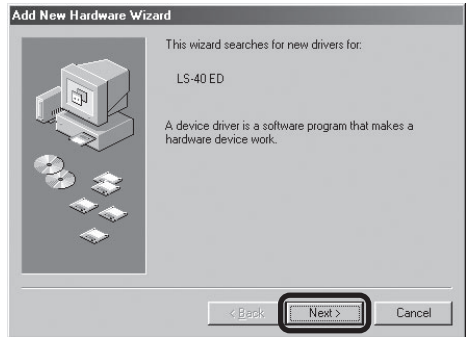 Add New Hardware Wizard
This wizard searches for new drivers for:
LS-40 ED
A device driver is a software program that makes a
hardware device work.
< Back
Next >
Cancel